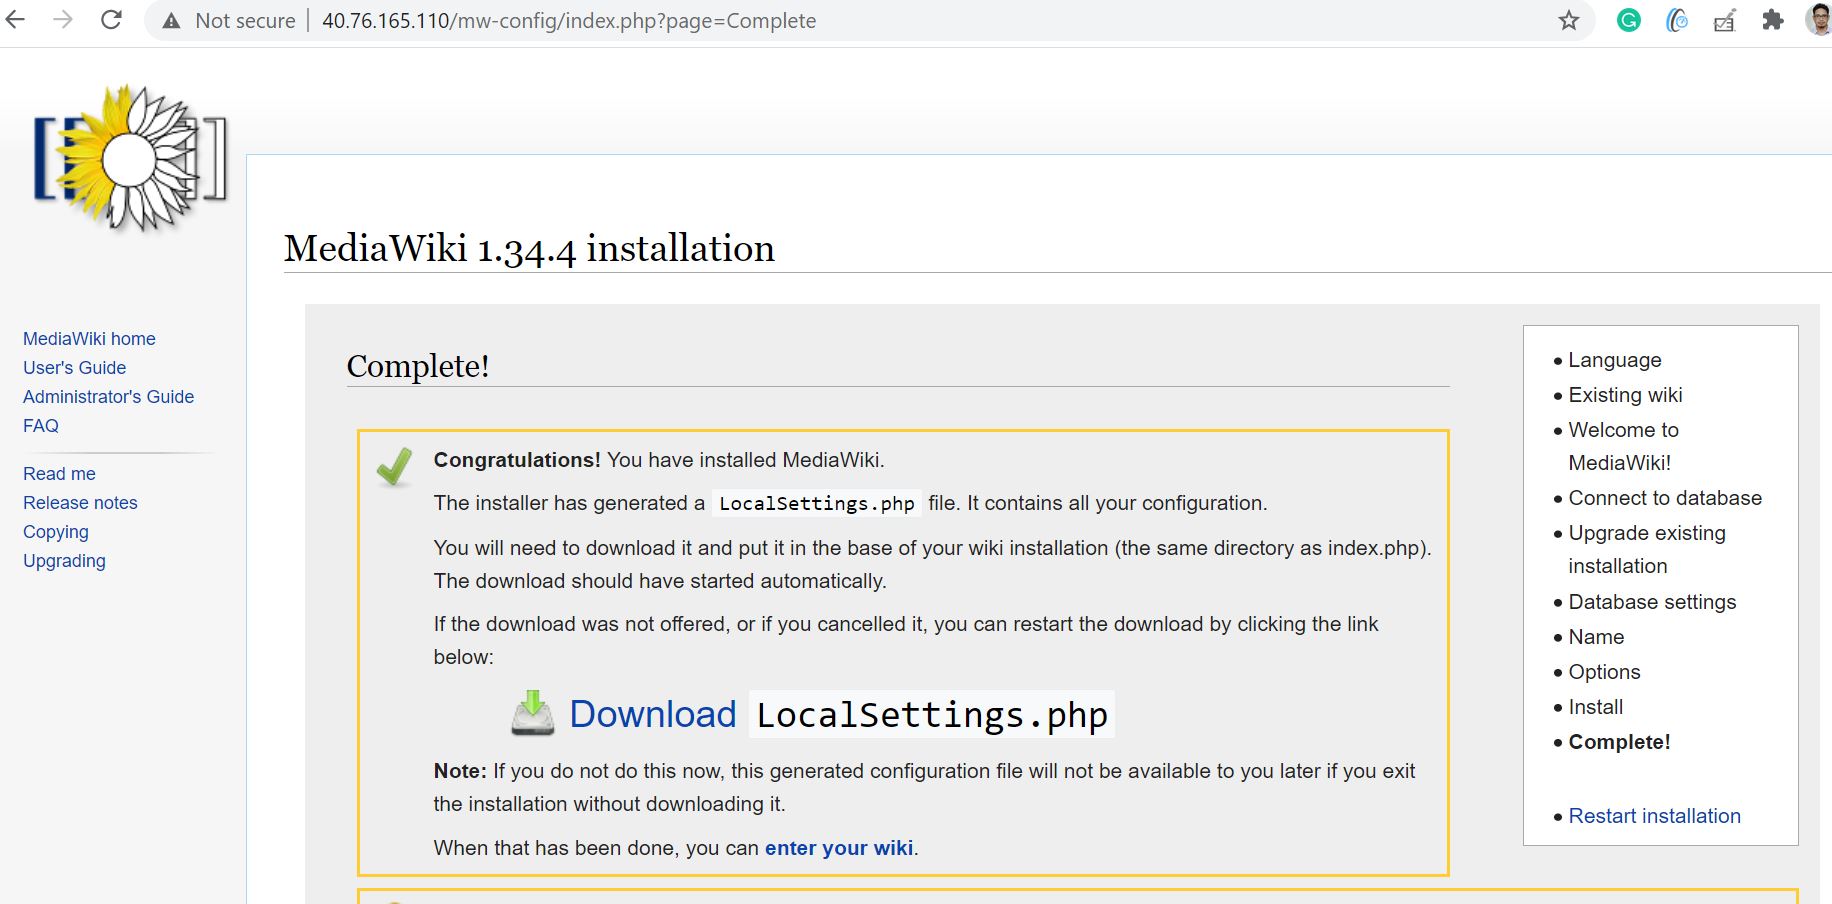 Not secure | 40.76.165.110/mw-config/index.php?page=Complete
MediaWiki 1.34.4 installation
MediaWiki home
User's Guide
Administrator's Guide
FAQ
Read me
Release notes
Copying
Upgrading
Complete!
Congratulations! You have installed MediaWiki.
The installer has generated a LocalSettings.php file. It contains all your configuration.
You will need to download it and put it in the base of your wiki installation (the same directory as index.php).
The download should have started automatically.
If the download was not offered, or if you cancelled it, you can restart the download by clicking the link
below:
Download LocalSettings.php
Note: If you do not do this now, this generated configuration file will not be available to you later if you exit
the installation without downloading it.
When that has been done, you can enter your wiki.
Language
Existing wiki
Welcome to
MediaWiki!
Connect to database
Upgrade existing
installation
Database settings
Name
Options
Install
Complete!
Restart installation